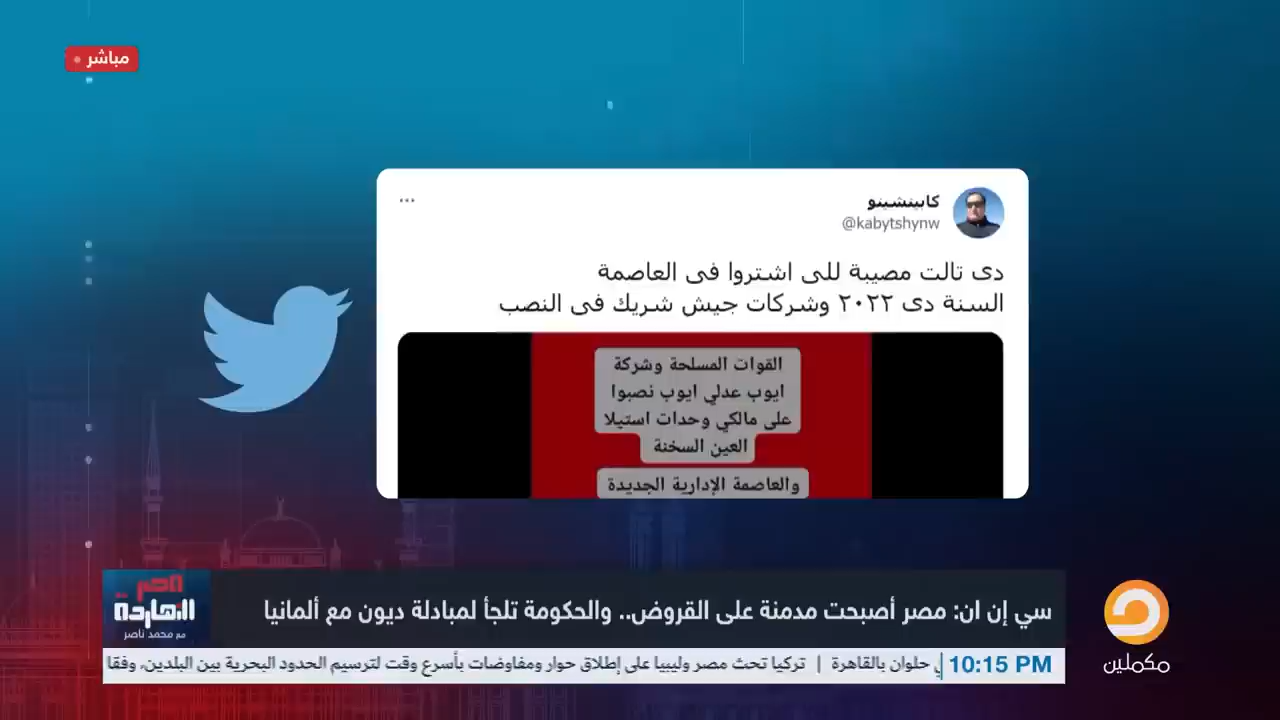 مباشر
كابينشينو
@kabytshynw
دى تالت مصيبة للى اشتروا فى العاصمة
السنة دى ٢٠٢٢ وشركات جيش شريك فى النصب
القوات المسلحة وشركة
ايوب عدلي ايوب نصبوا
على مالكي وحدات استيلا
العين السخنة
والعاصمة الإدارية الجديدة
سي إن ان: مصر أصبحت مدمنة على القروض.. والحكومة تلجأ لمبادلة ديون مع ألمانيا
مصر
النهاردة
مع محمد ناصر
10:15 PM
حلوان بالقاهرة | تركيا تحث مصر وليبيا على إطلاق حوار ومفاوضات بأسرع وقت لترسيم الحدود البحرية بين البلدين، وفقا
مكملين